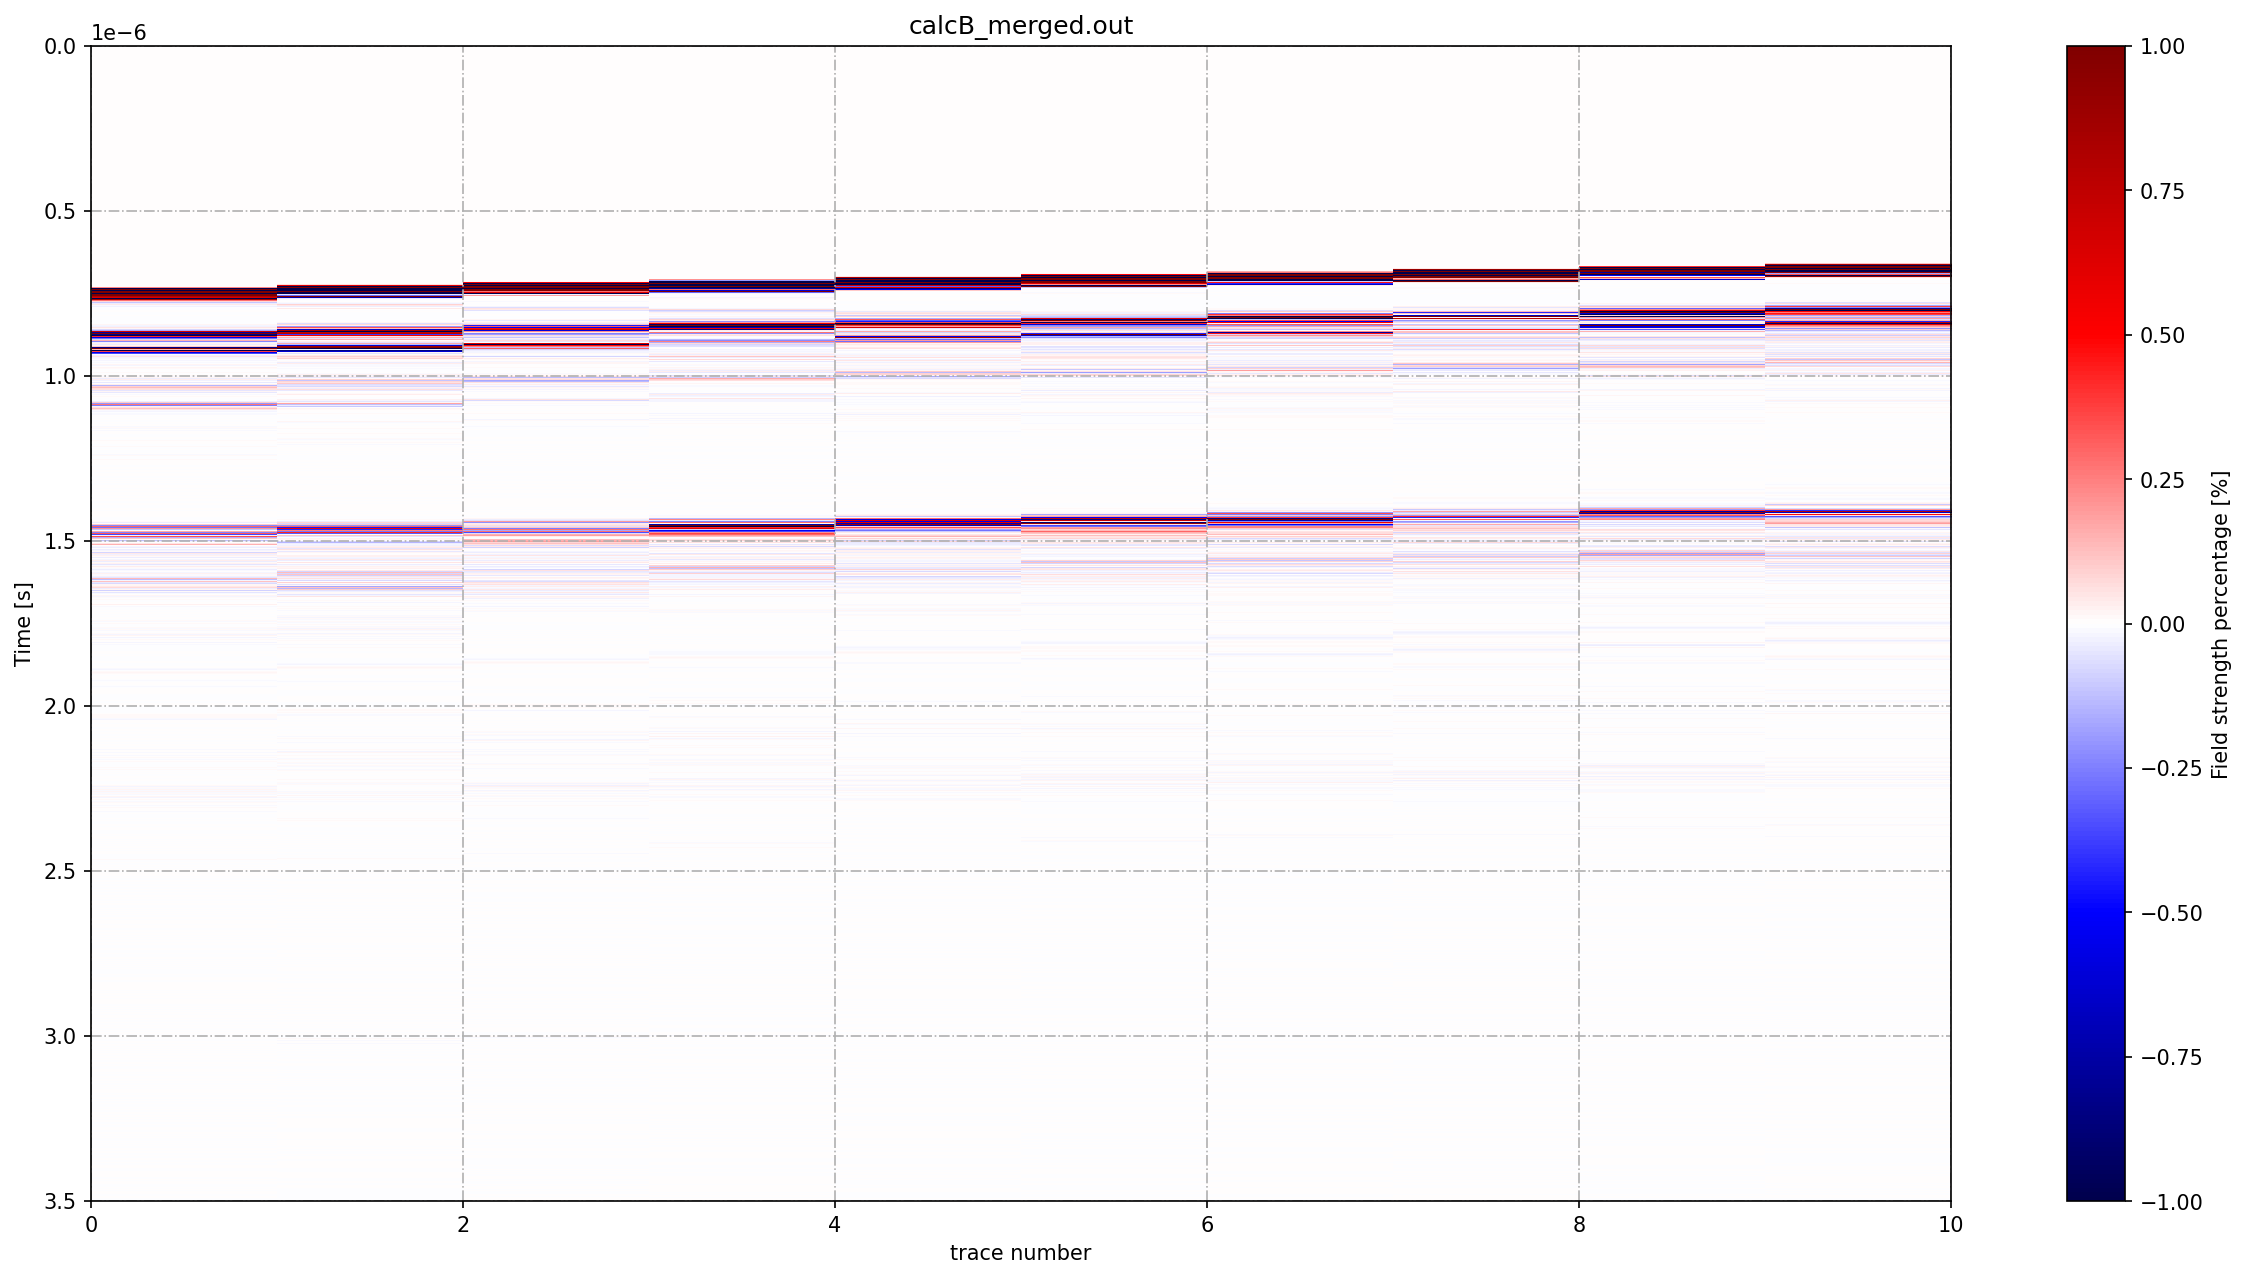 calcB_merged.out
1e−6
0.0
0.5
1.0
1.5
2.0
2.5
3.0
3.5
Time [s]
0 2 4 6 8 10
trace number
1.00
0.75
0.50
0.25
0.00
−0.25
−0.50
−0.75
−1.00
Field strength percentage [%]